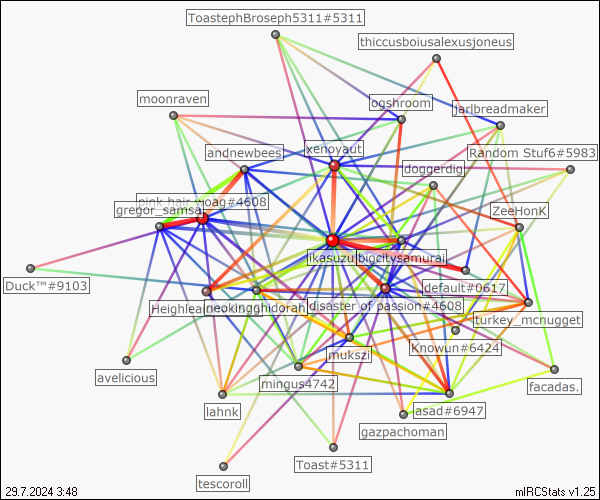 ToastephBroseph5311#5311
thiccusboiusalexusjoneus
moonraven
ogshroom
jarlbreadmaker
xenoyaut
andnewbees
Random Stuf6#5983
doggerdig
pink hair
#4608
gregor_samsa
ZeeHonK
Ikasuzu
bigcitysamurai
Duck™#9103
default#0617
neokingghidorah
disaster of passion#4608
turkey_mcnugget
Knowun#6424
mukszi
avelicious
mingus4742
facadas.
lahnk
asad#6947
gazpachoman
Toast#5311
tescoroll
29.7.2024 3:48
mIRCStats v1.25